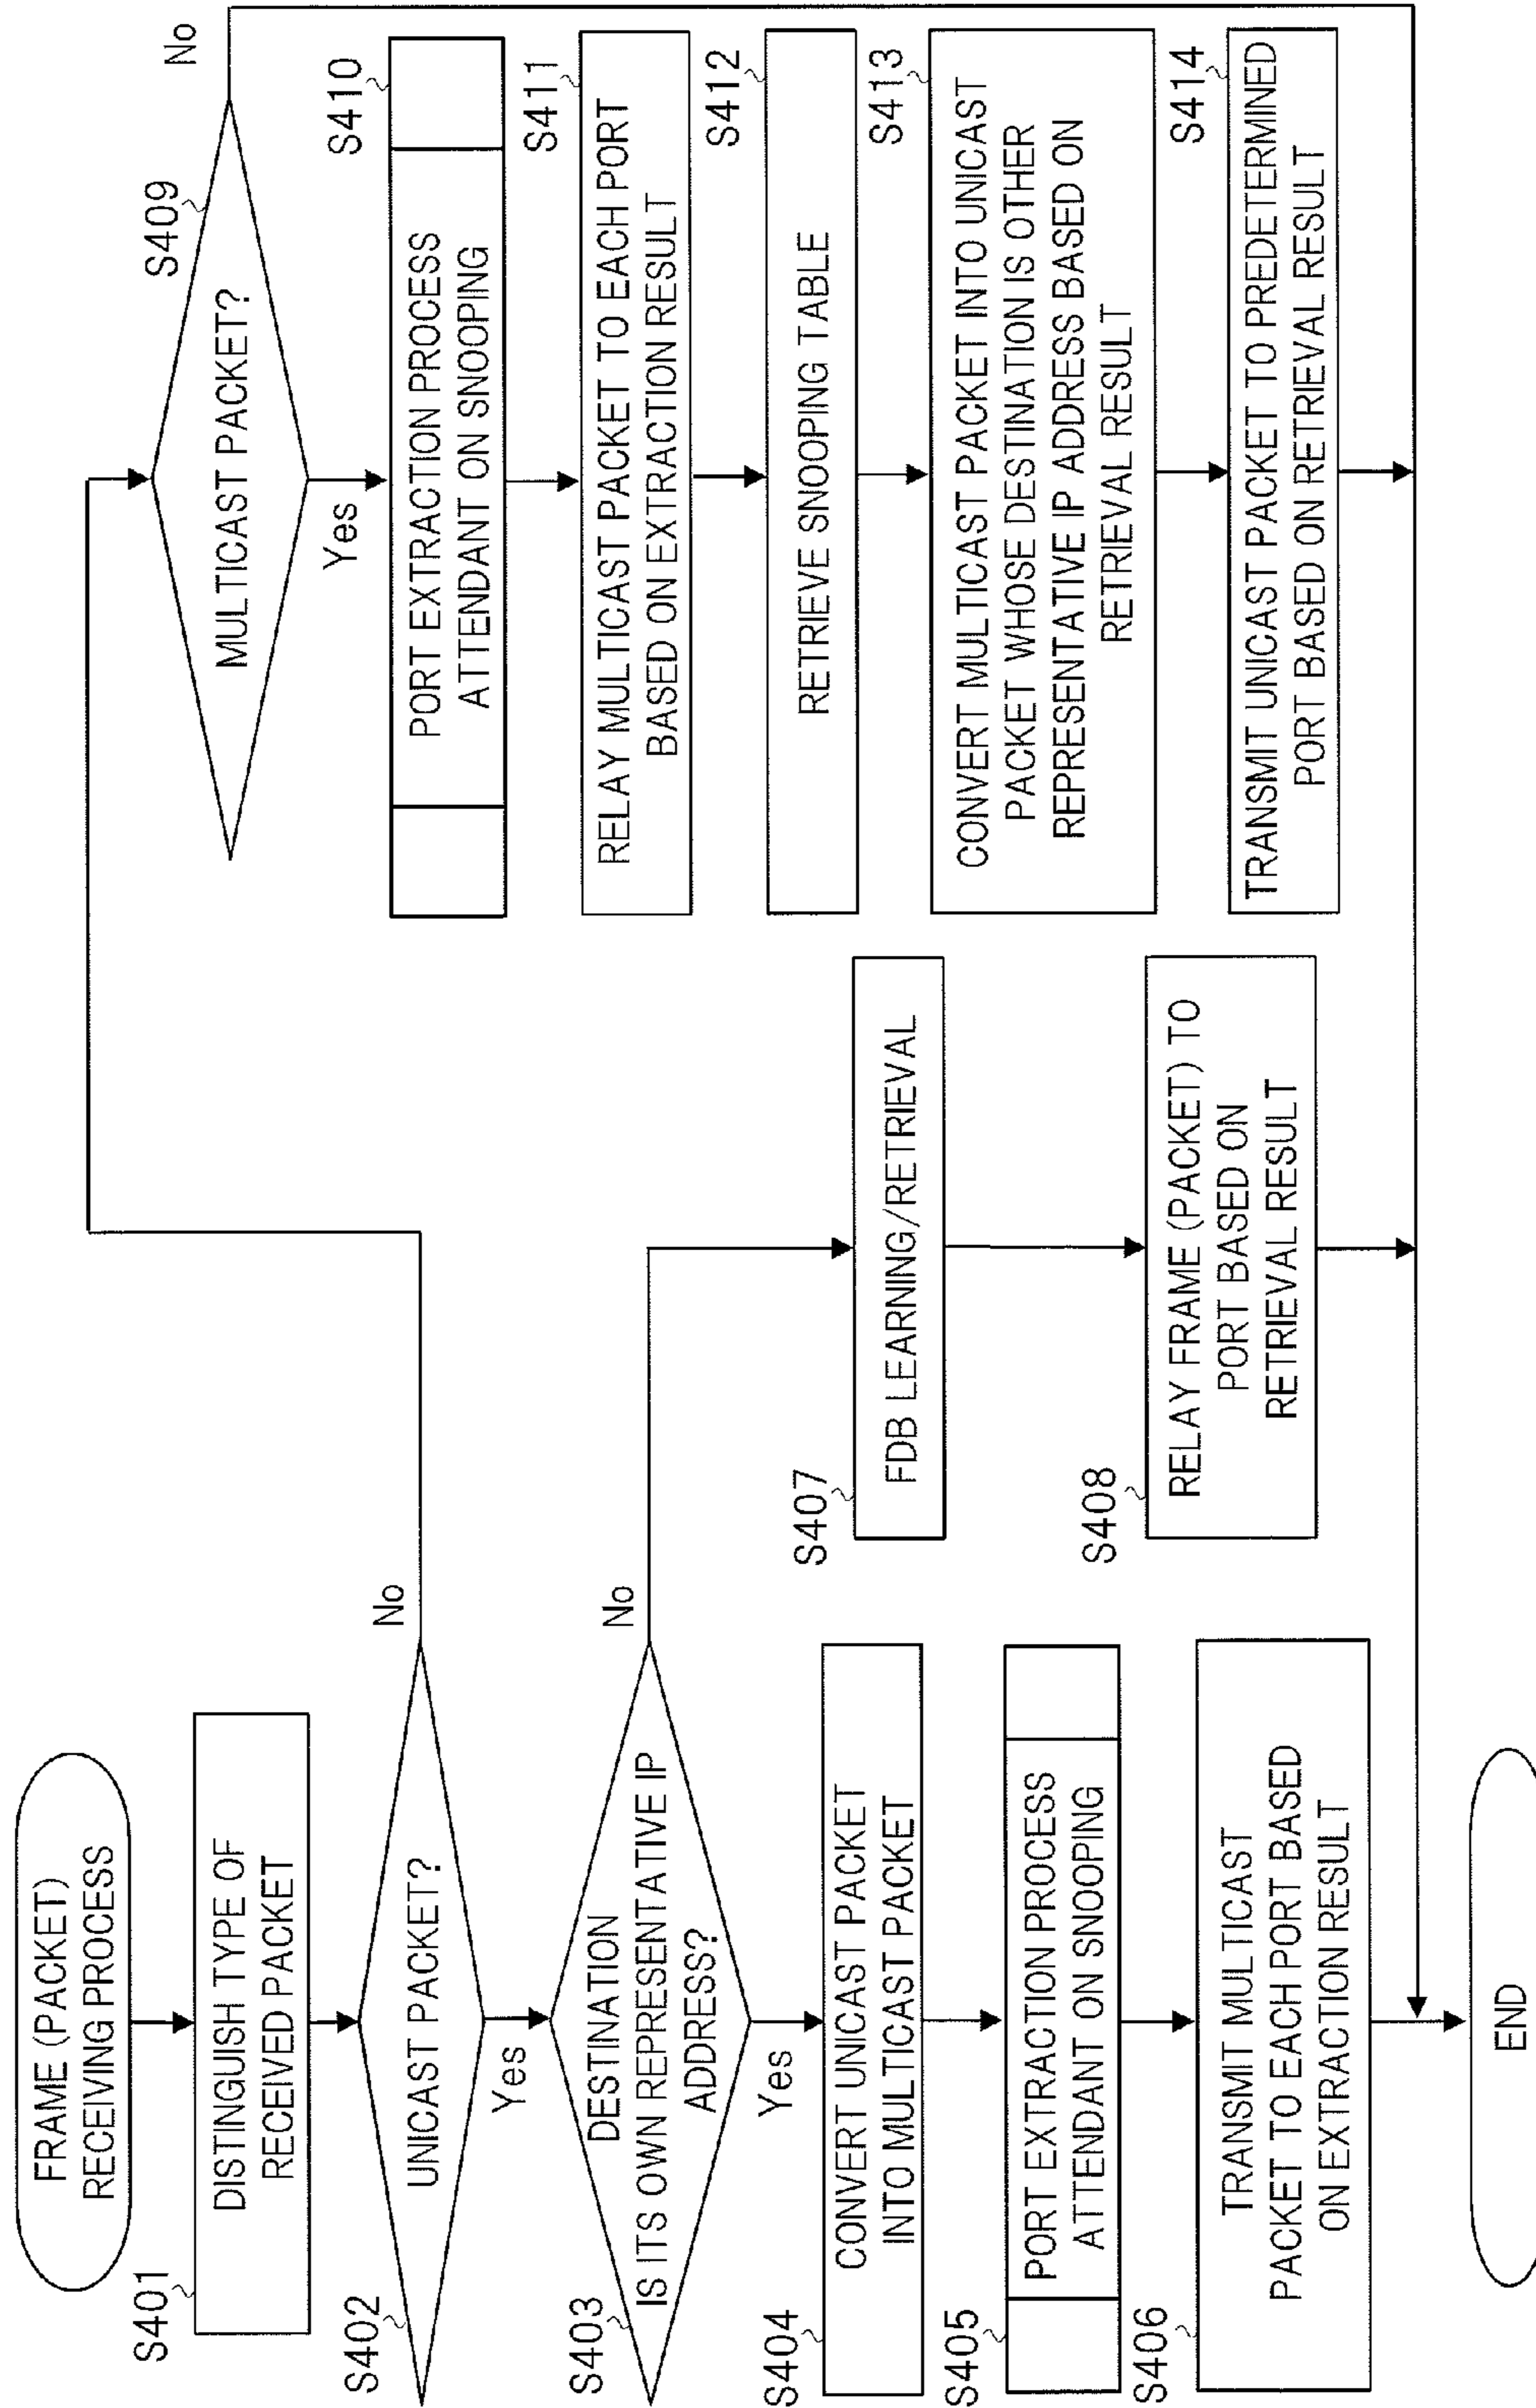 FRAME (PACKET)
RECEIVING PROCESS
S401
DISTINGUISH TYPE OF
RECEIVED PACKET
S402
UNICAST PACKET?
No
Yes
S403
DESTINATION
IS ITS OWN REPRESENTATIVE IP
ADDRESS?
No
Yes
S404
CONVERT UNICAST PACKET
INTO MULTICAST PACKET
S405
PORT EXTRACTION PROCESS
ATTENDANT ON SNOOPING
S406
TRANSMIT MULTICAST
PACKET TO EACH PORT BASED
ON EXTRACTION RESULT
END
S407
FDB LEARNING/RETRIEVAL
S408
RELAY FRAME (PACKET) TO
PORT BASED ON
RETRIEVAL RESULT
S409
MULTICAST PACKET?
No
Yes
S410
PORT EXTRACTION PROCESS
ATTENDANT ON SNOOPING
S411
RELAY MULTICAST PACKET TO EACH PORT
BASED ON EXTRACTION RESULT
S412
RETRIEVE SNOOPING TABLE
S413
CONVERT MULTICAST PACKET INTO UNICAST
PACKET WHOSE DESTINATION IS OTHER
REPRESENTATIVE IP ADDRESS BASED ON
RETRIEVAL RESULT
S414
TRANSMIT UNICAST PACKET TO PREDETERMINED
PORT BASED ON RETRIEVAL RESULT